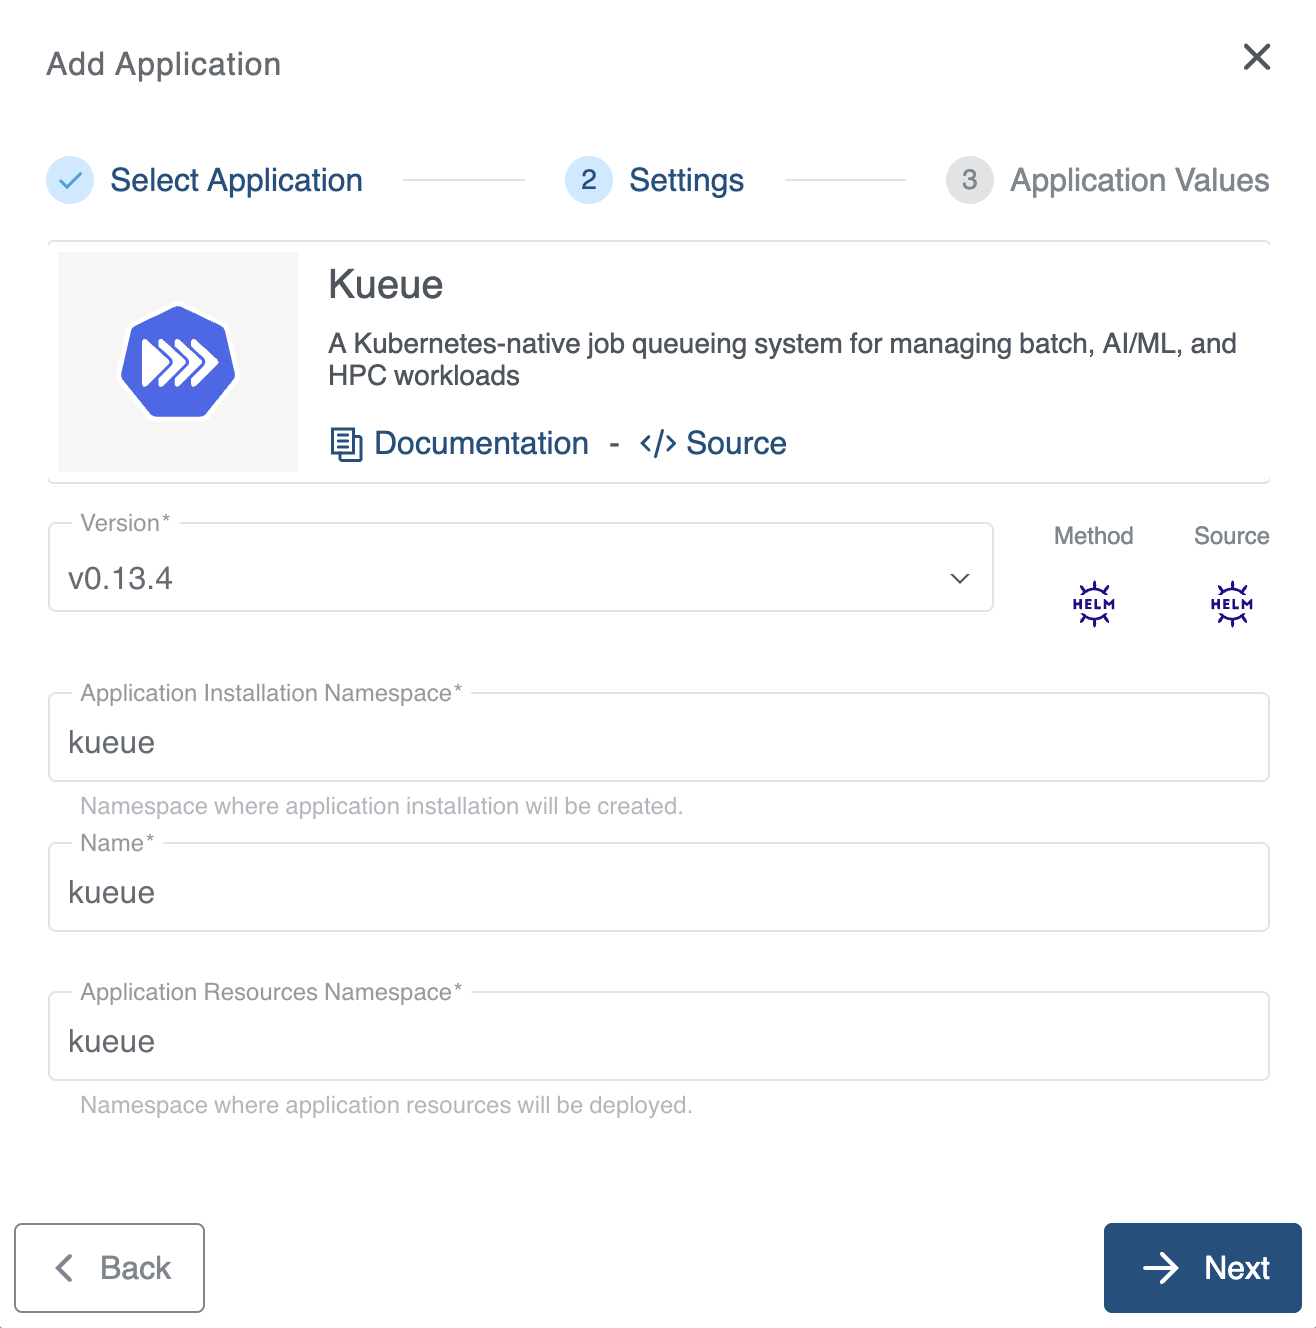 Add Application
Select Application
2 Settings
3 Application Values
Kueue
A Kubernetes-native job queueing system for managing batch, AI/ML, and
HPC workloads
Documentation - </> Source
Version*
v0.13.4
Method
HELM
Source
HELM
Application Installation Namespace*
kueue
Namespace where application installation will be created.
Name*
kueue
Application Resources Namespace*
kueue
Namespace where application resources will be deployed.
Back
Next